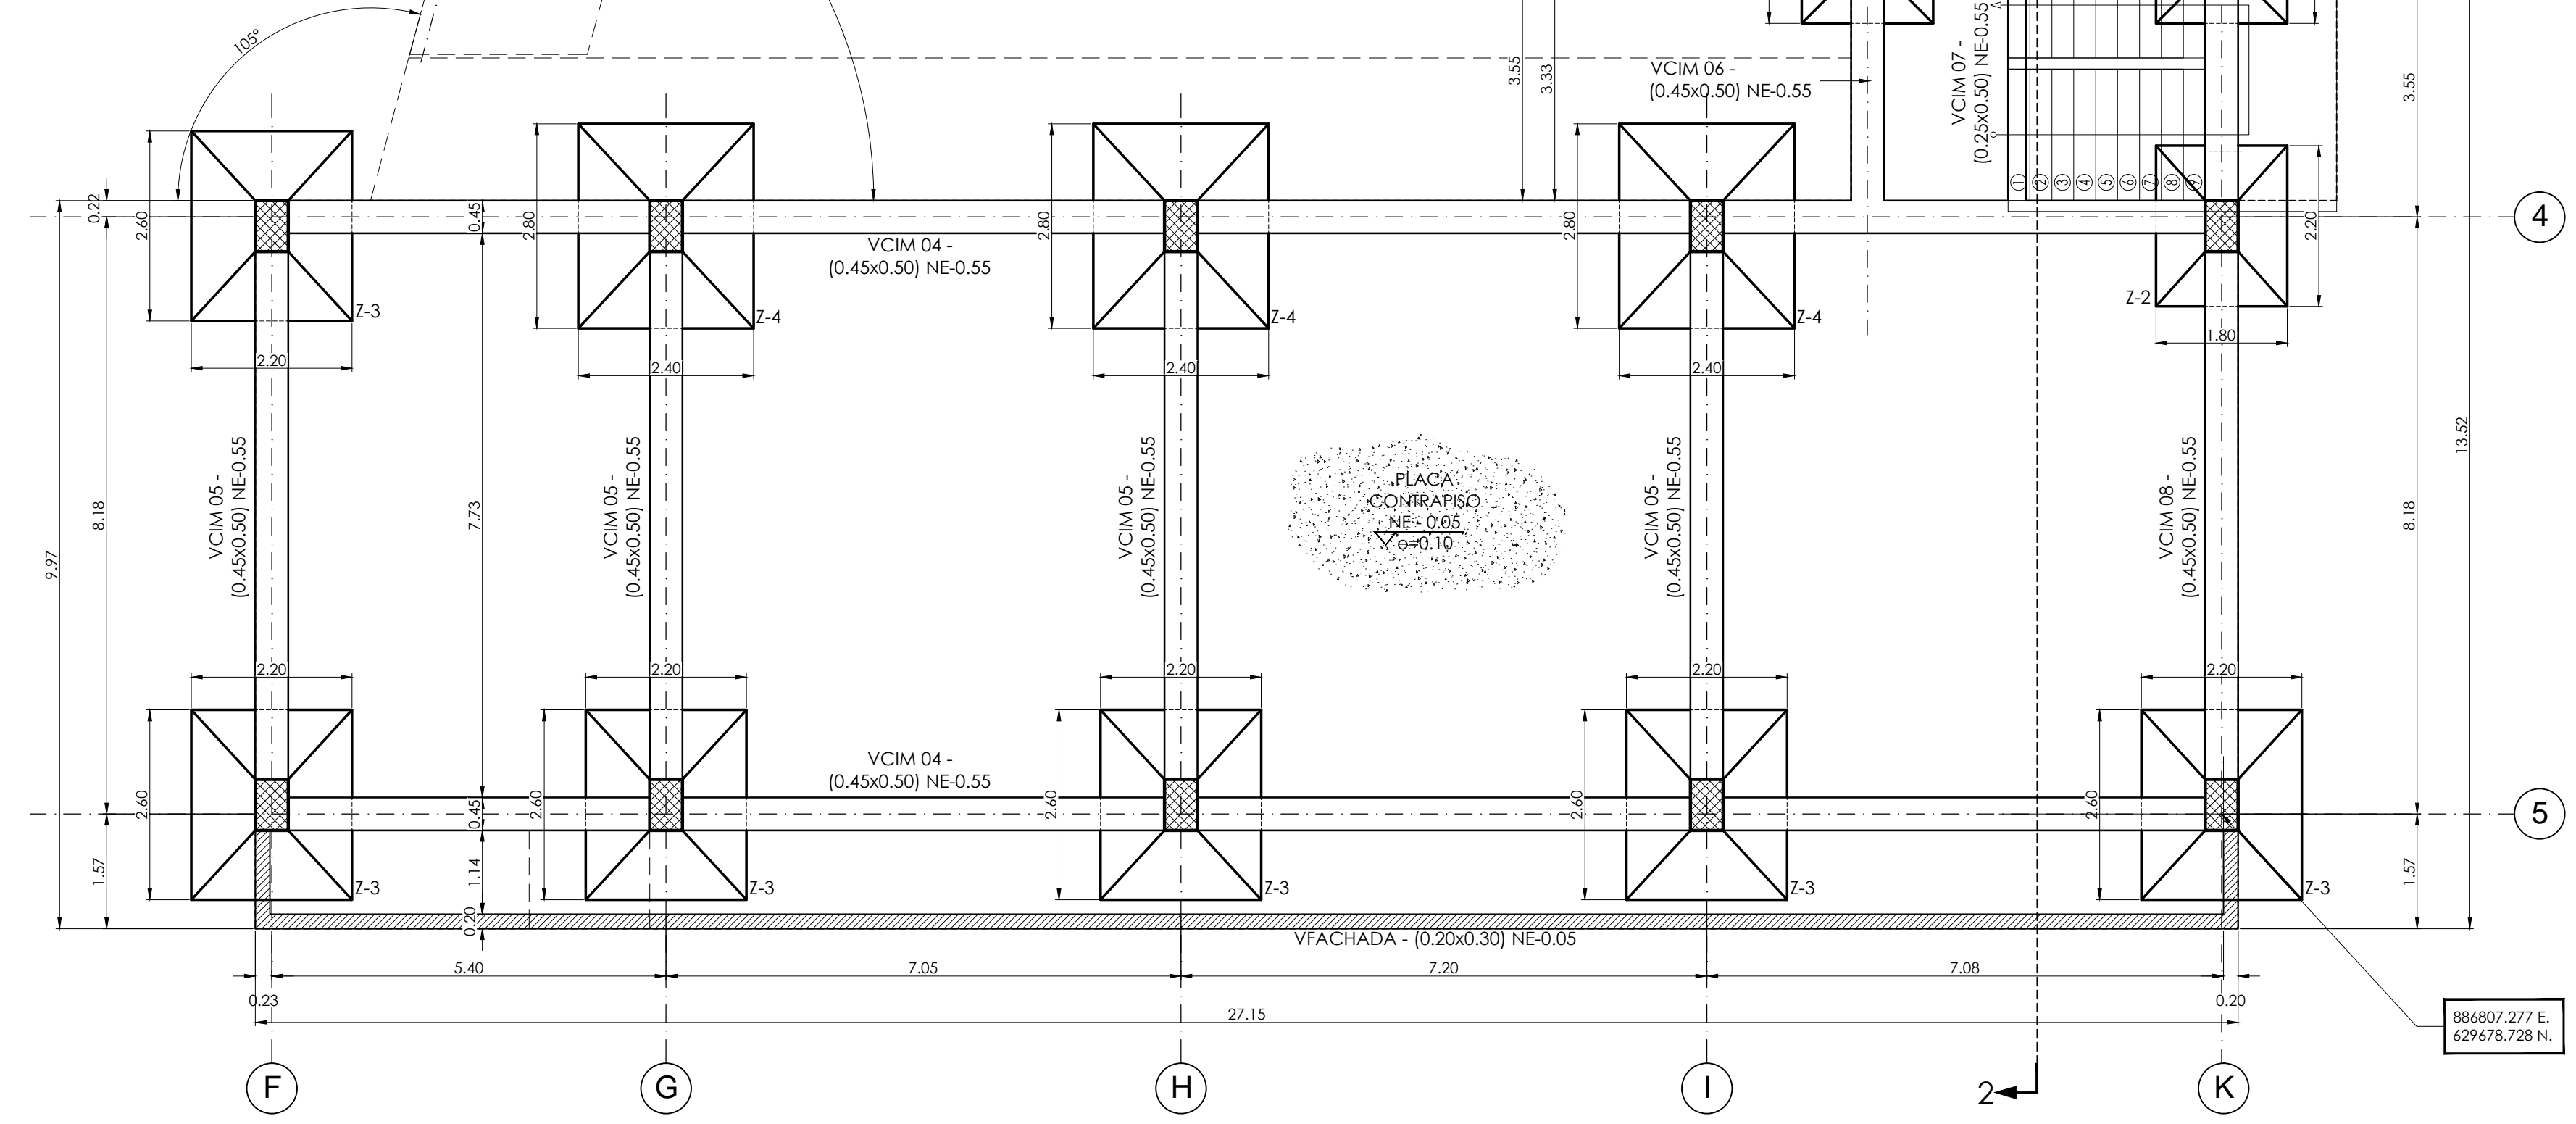 105°
3.55
3.33
VCIM 06 -
(0.45x0.50) NE-0.55
VCIM 07 -
(0.25x0.50) NE-0.55
3.55
1
2
3
4
5
6
7
8
9
0.22
2.60
0.45
2.80
2.80
2.80
2.20
4
VCIM 04 -
(0.45x0.50) NE-0.55
Z-3
Z-4
Z-4
Z-4
Z-2
2.20
2.40
2.40
2.40
1.80
9.97
8.18
VCIM 05 -
(0.45x0.50) NE-0.55
7.73
VCIM 05 -
(0.45x0.50) NE-0.55
VCIM 05 -
(0.45x0.50) NE-0.55
PLACA
CONTRAPISO
NE - 0.05
e=0.10
VCIM 05 -
(0.45x0.50) NE-0.55
VCIM 08 -
(0.45x0.50) NE-0.55
8.18
13.52
2.20
2.20
2.20
2.20
2.20
VCIM 04 -
(0.45x0.50) NE-0.55
2.60
0.45
2.60
2.60
2.60
2.60
5
1.57
1.14
1.57
Z-3
Z-3
Z-3
Z-3
Z-3
0.20
VFACHADA - (0.20x0.30) NE-0.05
5.40
7.05
7.20
7.08
0.23
0.20
27.15
886807.277 E.
629678.728 N.
F
G
H
I
2
K